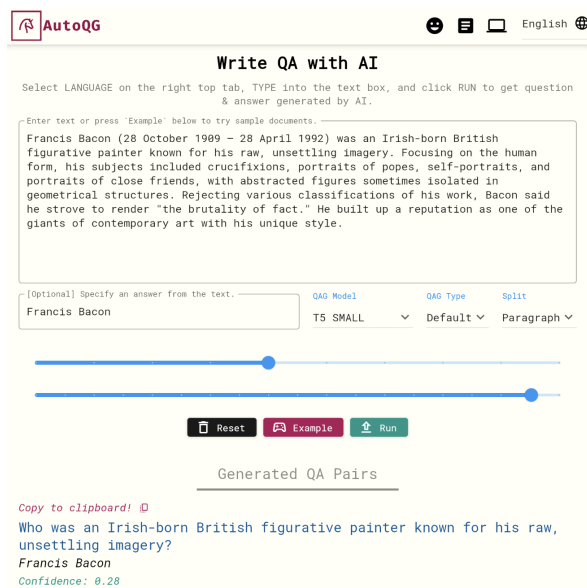 AutoQG
English
Write QA with AI
Select LANGUAGE on the right top tab, TYPE into the text box, and click RUN to get question
& answer generated by AI.
Enter text or press `Example` below to try sample documents.
Francis Bacon (28 October 1909 – 28 April 1992) was an Irish-born British
figurative painter known for his raw, unsettling imagery. Focusing on the human
form, his subjects included crucifixions, portraits of popes, self-portraits, and
portraits of close friends, with abstracted figures sometimes isolated in
geometrical structures. Rejecting various classifications of his work, Bacon said
he strove to render "the brutality of fact." He built up a reputation as one of the
giants of contemporary art with his unique style.
[Optional] Specify an answer from the text.
Francis Bacon
QAG Model
T5 SMALL
QAG Type
Default
Split
Paragraph
Reset
Example
Run
Generated QA Pairs
Copy to clipboard!
Who was an Irish-born British figurative painter known for his raw,
unsettling imagery?
Francis Bacon
Confidence: 0.28